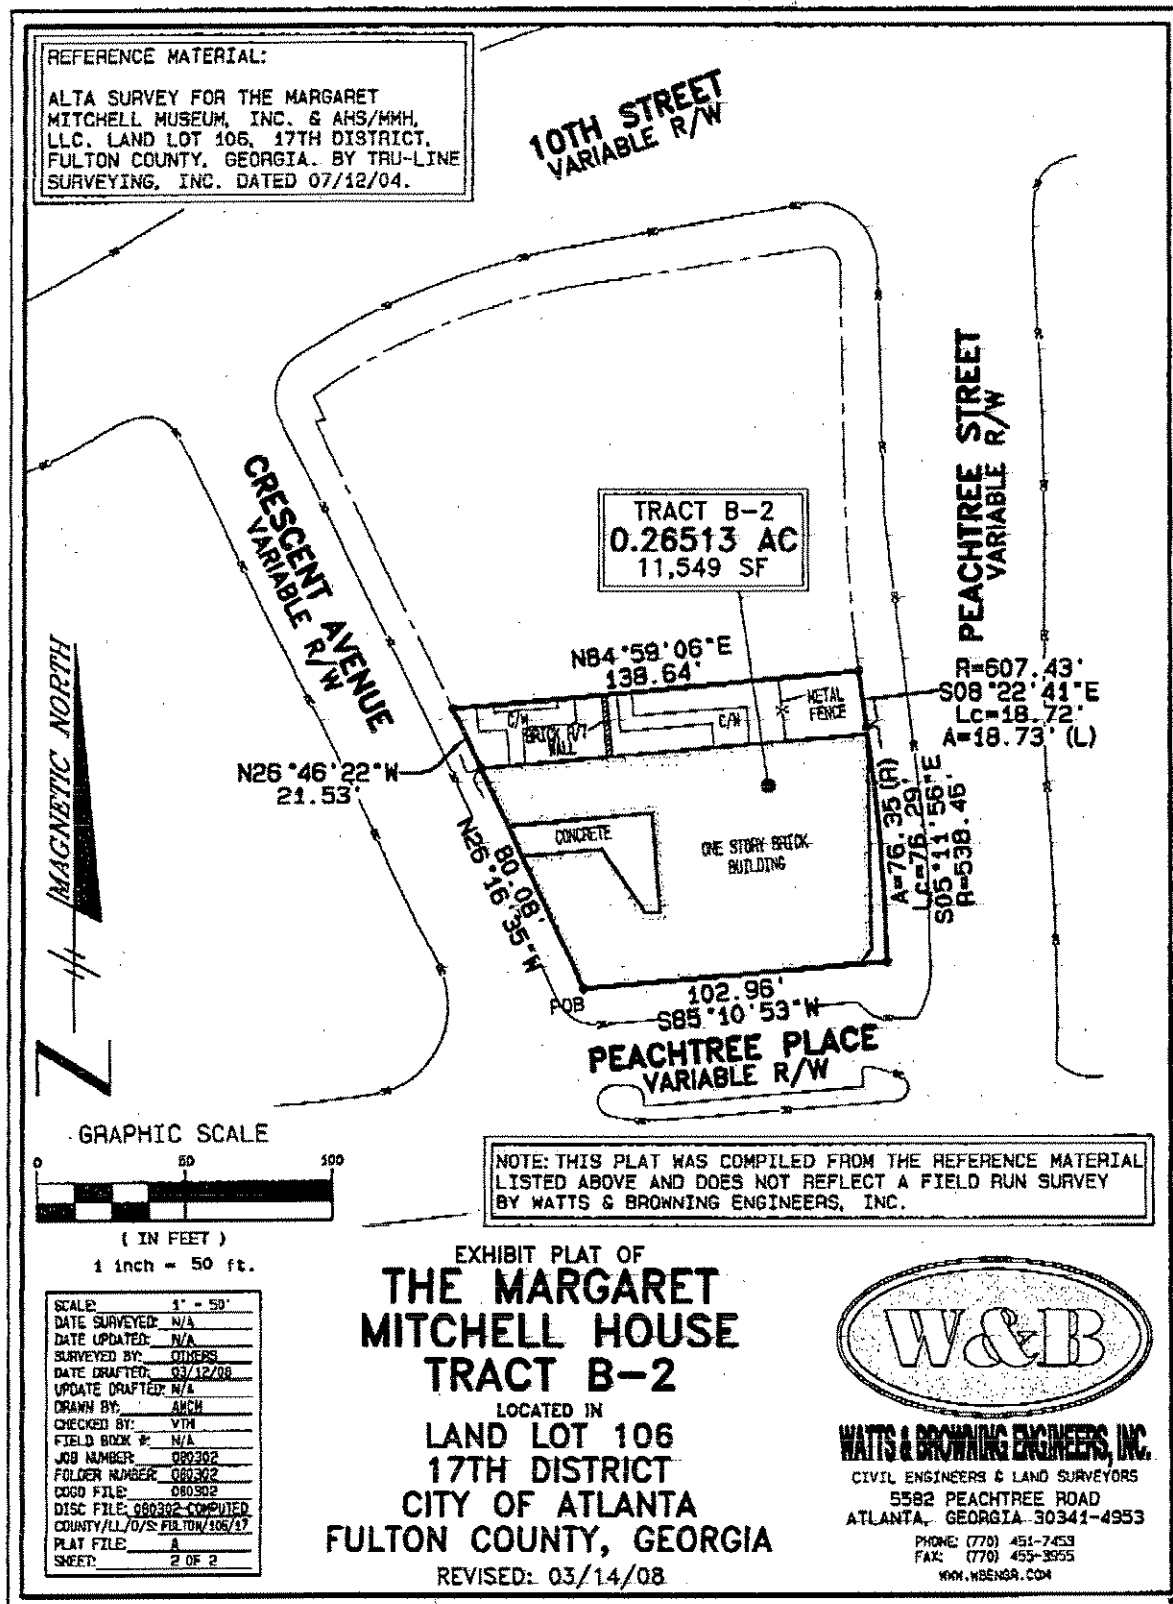 REFERENCE MATERIAL:
ALTA SURVEY FOR THE MARGARET
MITCHELL MUSEUM, INC. & AHS/MMH,
LLC. LAND LOT 106, 17TH DISTRICT,
FULTON COUNTY, GEORGIA. BY TRU-LINE
SURVEYING, INC. DATED 07/12/04.
10TH STREET
VARIABLE R/W
CRESCENT AVENUE
VARIABLE R/W
PEACHTREE STREET
VARIABLE R/W
TRACT B-2
0.26513 AC
11,549 SF
MAGNETIC NORTH
N84°59'06"E
138.64'
R=607.43'
S08°22'41"E
Lc=18.72'
A=18.73' (L)
METAL
FENCE
C/W
BRICK R/T
WALL
C/W
N26°46'22"W
21.53'
80.08'
N26°16'35"W
CONCRETE
ONE STORY BRICK
BUILDING
A=76.35(R)
Lc=76.29'
S05°11'56"E
R=538.46'
102.96'
S85°10'53"W
POB
PEACHTREE PLACE
VARIABLE R/W
GRAPHIC SCALE
0 50 100
( IN FEET )
1 inch = 50 ft.
NOTE: THIS PLAT WAS COMPILED FROM THE REFERENCE MATERIAL
LISTED ABOVE AND DOES NOT REFLECT A FIELD RUN SURVEY
BY WATTS & BROWNING ENGINEERS, INC.
SCALE: 1" = 50'
DATE SURVEYED: N/A
DATE UPDATED: N/A
SURVEYED BY: OTHERS
DATE DRAFTED: 03/12/08
UPDATE DRAFTED: N/A
DRAWN BY: AMCM
CHECKED BY: VTH
FIELD BOOK #: N/A
JOB NUMBER: 080302
FOLDER NUMBER: 080302
COGO FILE: 080302
DISC FILE: 080302-COMPUTED
COUNTY/LL/D/S: FULTON/106/17
PLAT FILE: A
SHEET: 2 OF 2
EXHIBIT PLAT OF
THE MARGARET
MITCHELL HOUSE
TRACT B-2
LOCATED IN
LAND LOT 106
17TH DISTRICT
CITY OF ATLANTA
FULTON COUNTY, GEORGIA
REVISED: 03/14/08
W&B
WATTS & BROWNING ENGINEERS, INC.
CIVIL ENGINEERS & LAND SURVEYORS
5582 PEACHTREE ROAD
ATLANTA, GEORGIA 30341-4953
PHONE: (770) 451-7453
FAX: (770) 455-3955
WWW.WBENGR.COM